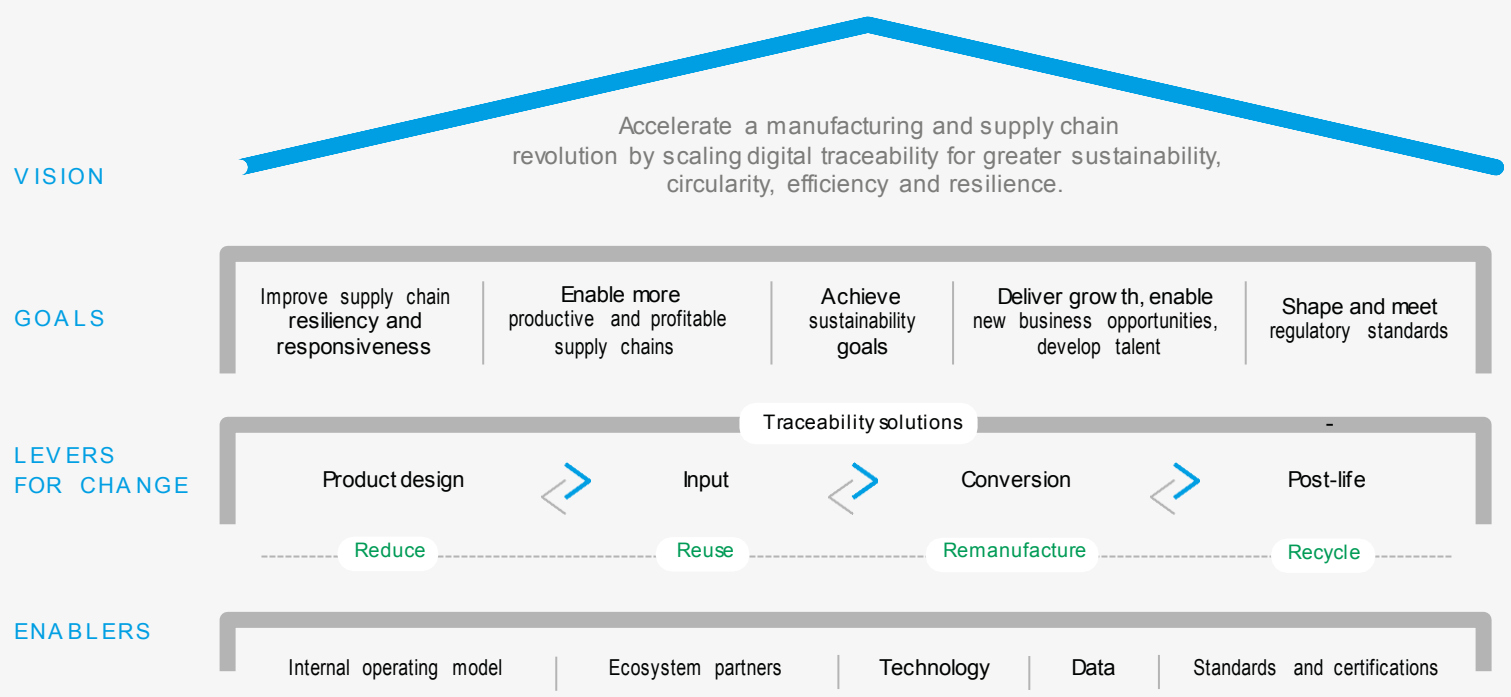 Accelerate a manufacturing and supply chain
revolution by scaling digital traceability for greater sustainability,
circularity, efficiency and resilience.
VISION
GOALS
Improve supply chain
resiliency and
responsiveness
Enable more
productive and profitable
supply chains
Achieve
sustainability
goals
Deliver growth, enable
new business opportunities,
develop talent
Shape and meet
regulatory standards
Traceability solutions
-
LEVERS
FOR CHANGE
Product design
Input
Conversion
Post-life
Reduce
Reuse
Remanufacture
Recycle
ENABLERS
Internal operating model
Ecosystem partners
Technology
Data
Standards and certifications